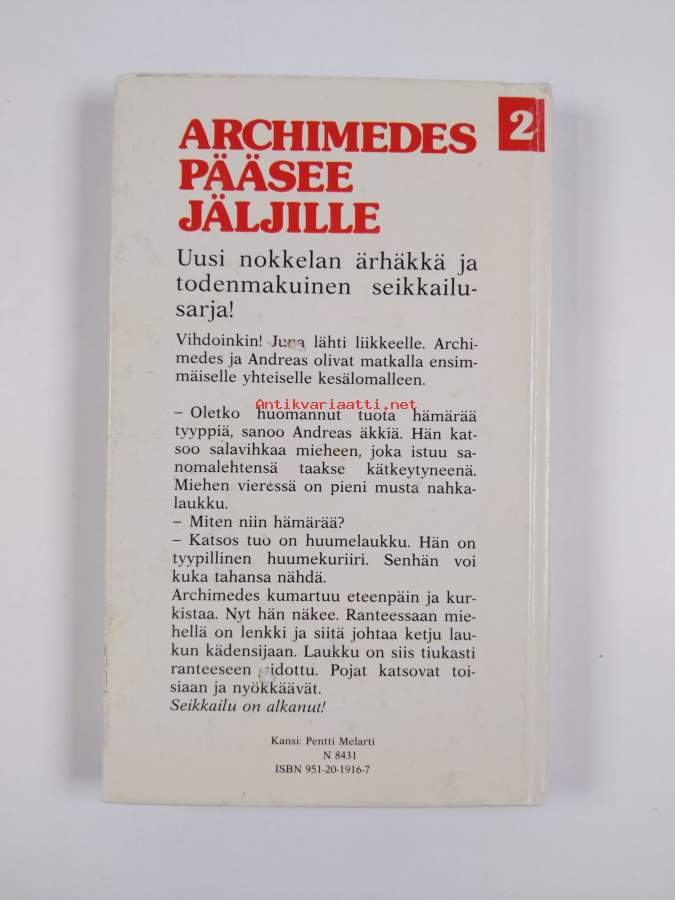 ARCHIMEDES
2
PÄÄSEE
JÄLJILLE
Uusi nokkelan ärhäkkä ja
todenmakuinen seikkailu-
sarja!
Vihdoinkin! Juna lähti liikkeelle. Archi-
medes ja Andreas olivat matkalla ensim-
mäiselle yhteiselle kesälomalleen.
Antikvariaatti.net
– Oletko huomannut tuota hämärää
tyyppiä, sanoo Andreas äkkiä. Hän kat-
soo salavihkaa mieheen, joka istuu sa-
nomalehtensä taakse kätkeytyneenä.
Miehen vieressä on pieni musta nahka-
laukku.
– Miten niin hämärää?
– Katsos tuo on huumelaukku. Hän on
tyypillinen huumekuriiri. Senhän voi
kuka tahansa nähdä.
Archimedes kumartuu eteenpäin ja kur-
kistaa. Nyt hän näkee. Ranteessaan mie-
hellä on lenkki ja siitä johtaa ketju lau-
kun kädensijaan. Laukku on siis tiukasti
ranteeseen sidottu. Pojat katsovat toi-
siaan ja nyökkäävät.
Seikkailu on alkanut!
Kansi: Pentti Melarti
N 8431
ISBN 951-20-1916-7